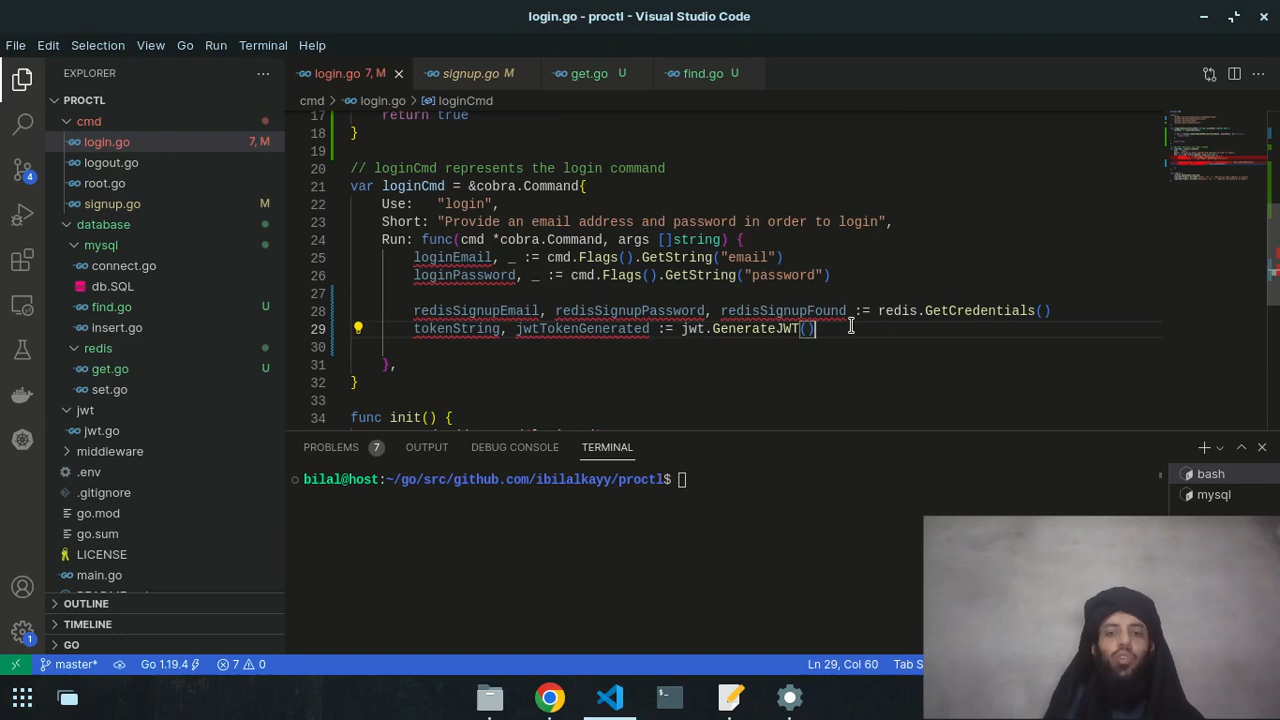 login.go - proctl - Visual Studio Code
File Edit Selection View Go Run Terminal Help
EXPLORER
login.go 7, M
signup.go M
get.go U
find.go U
PROCTL
cmd
login.go 7, M
logout.go
root.go
signup.go M
database
mysql
connect.go
db.SQL
find.go U
insert.go
redis
get.go U
set.go
jwt
jwt.go
middleware
.env
.gitignore
go.mod
go.sum
LICENSE
main.go
OUTLINE
TIMELINE
GO
4
1
cmd > login.go > loginCmd
17 return true
18 }
19
20 // loginCmd represents the login command
21 var loginCmd = &cobra.Command{
22 Use: "login",
23 Short: "Provide an email address and password in order to login",
24 Run: func(cmd *cobra.Command, args []string) {
25 loginEmail, _ := cmd.Flags().GetString("email")
26 loginPassword, _ := cmd.Flags().GetString("password")
27
28 redisSignupEmail, redisSignupPassword, redisSignupFound := redis.GetCredentials()
29 tokenString, jwtTokenGenerated := jwt.GenerateJWT()
30
31 },
32 }
33
34 func init() {
PROBLEMS 7 OUTPUT DEBUG CONSOLE TERMINAL
bilal@host:~/go/src/github.com/ibilalkayy/proctl$
bash
mysql
master* Go 1.19.4 7 0 Ln 29, Col 60 Tab S